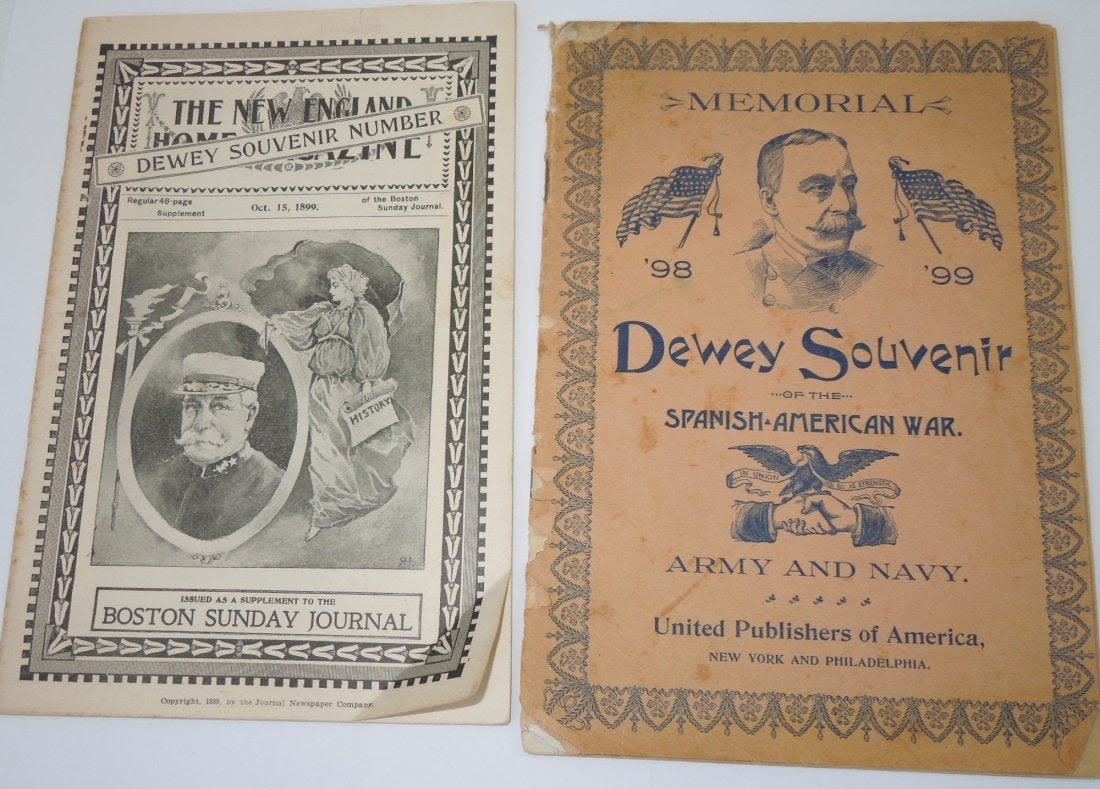 THE NEW ENGLAND
DEWEY SOUVENIR NUMBER
Regular 48-page
Supplement
Oct. 15, 1899.
of the Boston
Sunday Journal.
HISTORY
ISSUED AS A SUPPLEMENT TO THE
BOSTON SUNDAY JOURNAL
Copyright, 1899, by the Journal Newspaper Company
MEMORIAL
'98
'99
Dewey Souvenir
OF THE
SPANISH-AMERICAN WAR.
IN UNION
IS STRENGTH
ARMY AND NAVY.
United Publishers of America,
NEW YORK AND PHILADELPHIA.